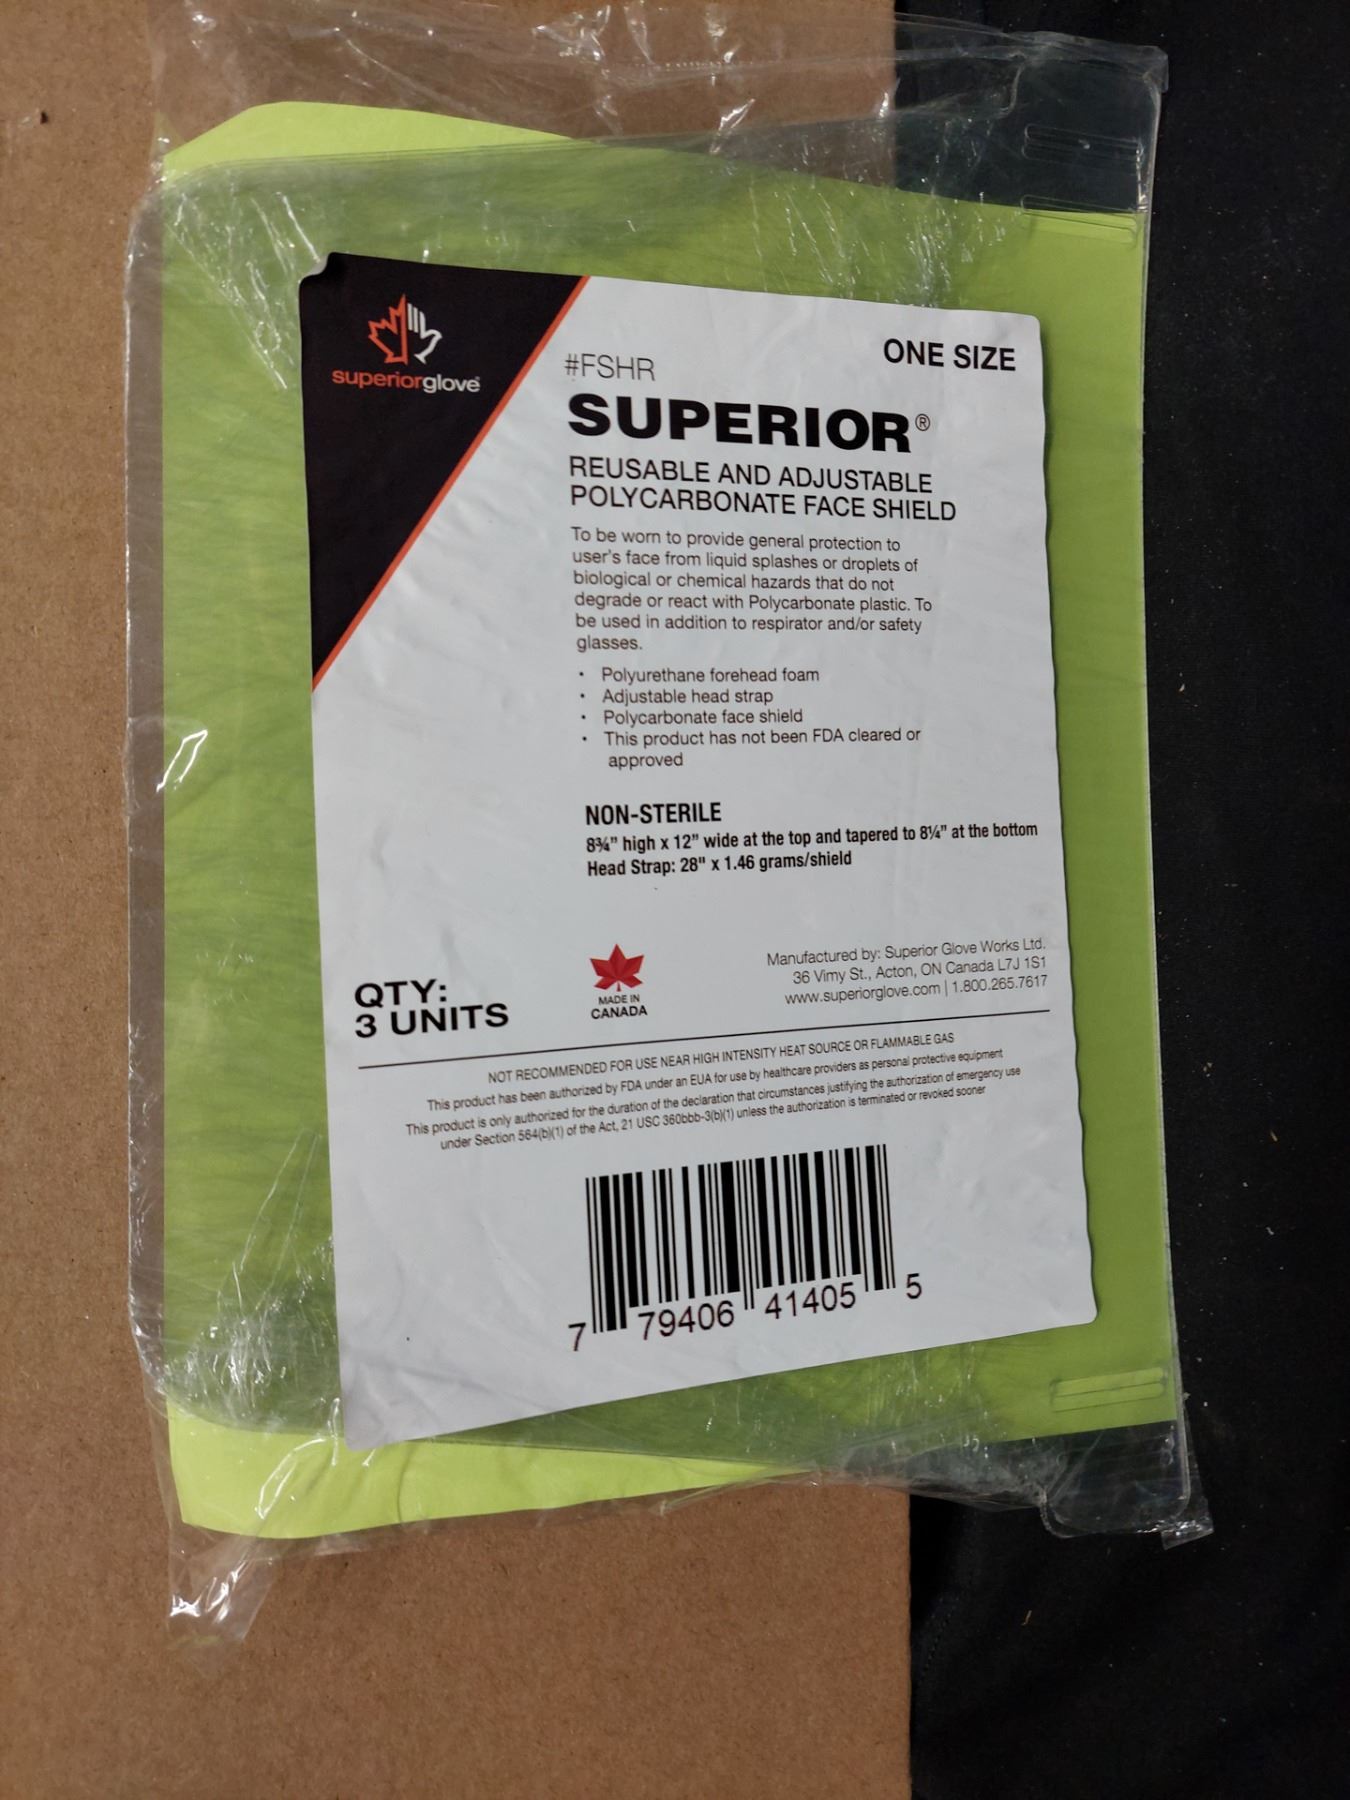 superiorglove®
#FSHR
ONE SIZE
SUPERIOR®
REUSABLE AND ADJUSTABLE
POLYCARBONATE FACE SHIELD
To be worn to provide general protection to
user's face from liquid splashes or droplets of
biological or chemical hazards that do not
degrade or react with Polycarbonate plastic. To
be used in addition to respirator and/or safety
glasses.
• Polyurethane forehead foam
• Adjustable head strap
• Polycarbonate face shield
• This product has not been FDA cleared or
approved
NON-STERILE
8¾” high x 12” wide at the top and tapered to 8¼” at the bottom
Head Strap: 28" x 1.46 grams/shield
QTY:
3 UNITS
MADE IN
CANADA
Manufactured by: Superior Glove Works Ltd.
36 Vimy St., Acton, ON Canada L7J 1S1
www.superiorglove.com | 1.800.265.7617
NOT RECOMMENDED FOR USE NEAR HIGH INTENSITY HEAT SOURCE OR FLAMMABLE GAS
This product has been authorized by FDA under an EUA for use by healthcare providers as personal protective equipment
This product is only authorized for the duration of the declaration that circumstances justifying the authorization of emergency use
under Section 564(b)(1) of the Act, 21 USC 360bbb-3(b)(1) unless the authorization is terminated or revoked sooner
7 79406 41405 5